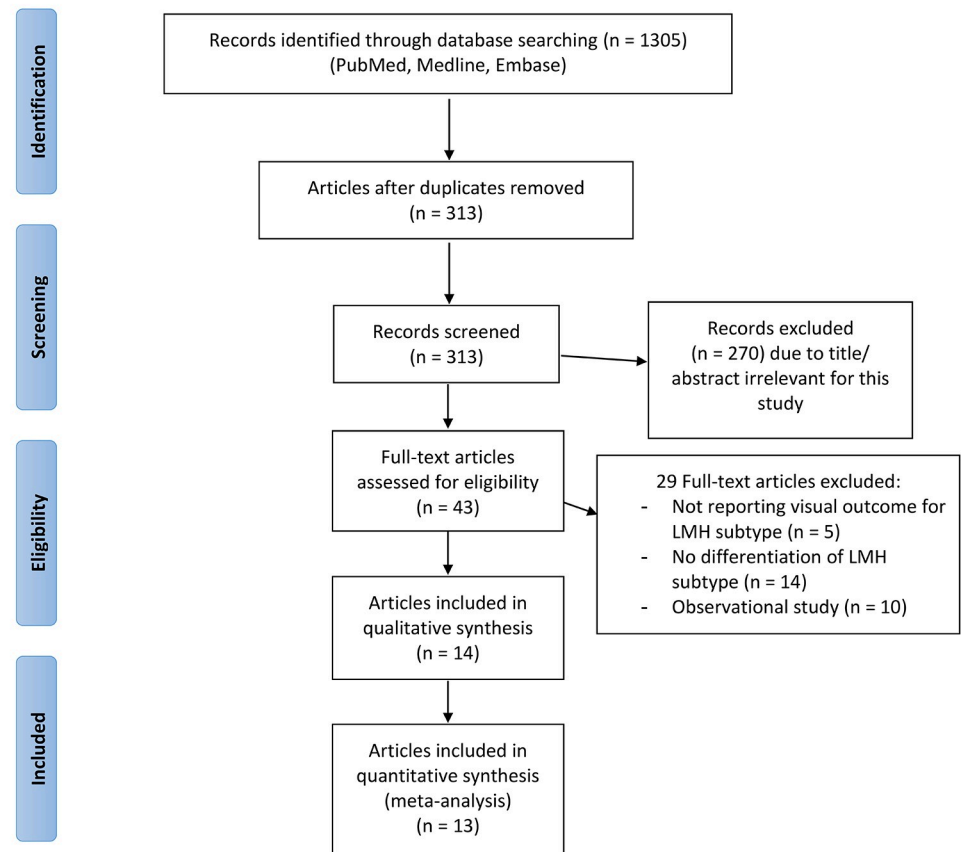 Identification
Records identified through database searching (n = 1305)
(PubMed, Medline, Embase)
Articles after duplicates removed
(n = 313)
Screening
Records screened
(n = 313)
Records excluded
(n = 270) due to title/
abstract irrelevant for this
study
Eligibility
Full-text articles
assessed for eligibility
(n = 43)
29 Full-text articles excluded:
- Not reporting visual outcome for
LMH subtype (n = 5)
- No differentiation of LMH
subtype (n = 14)
- Observational study (n = 10)
Articles included in
qualitative synthesis
(n = 14)
Included
Articles included in
quantitative synthesis
(meta-analysis)
(n = 13)